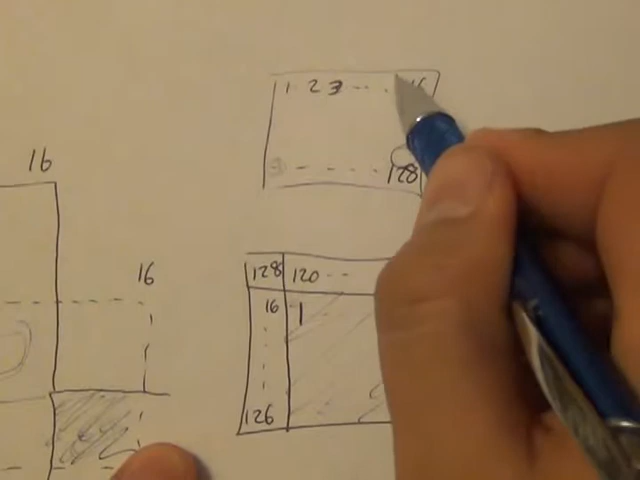 1 2 3 -- . . 16
- - - - 128
16
16
128 120 --
16 1
126